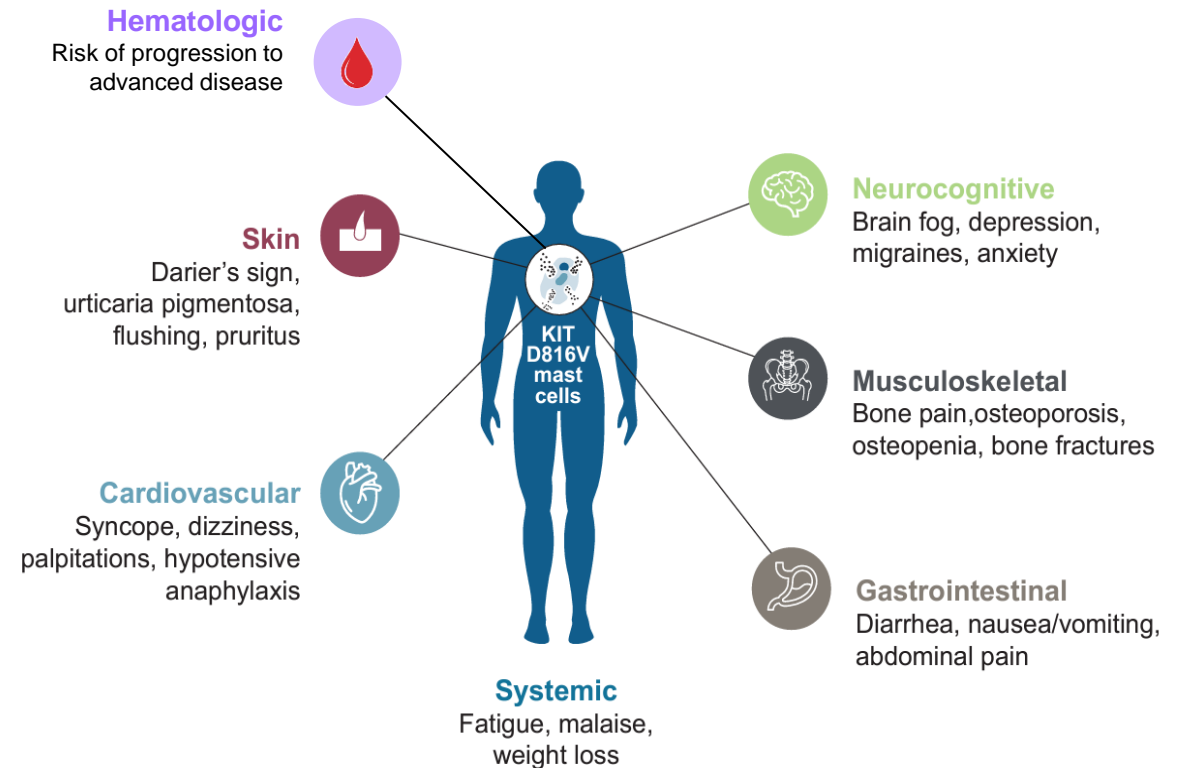 Hematologic
Risk of progression to
advanced disease
Skin
Darier’s sign,
urticaria pigmentosa,
flushing, pruritus
Cardiovascular
Syncope, dizziness,
palpitations, hypotensive
anaphylaxis
KIT
D816V
mast
cells
Neurocognitive
Brain fog, depression,
migraines, anxiety
Musculoskeletal
Bone pain,osteoporosis,
osteopenia, bone fractures
Gastrointestinal
Diarrhea, nausea/vomiting,
abdominal pain
Systemic
Fatigue, malaise,
weight loss